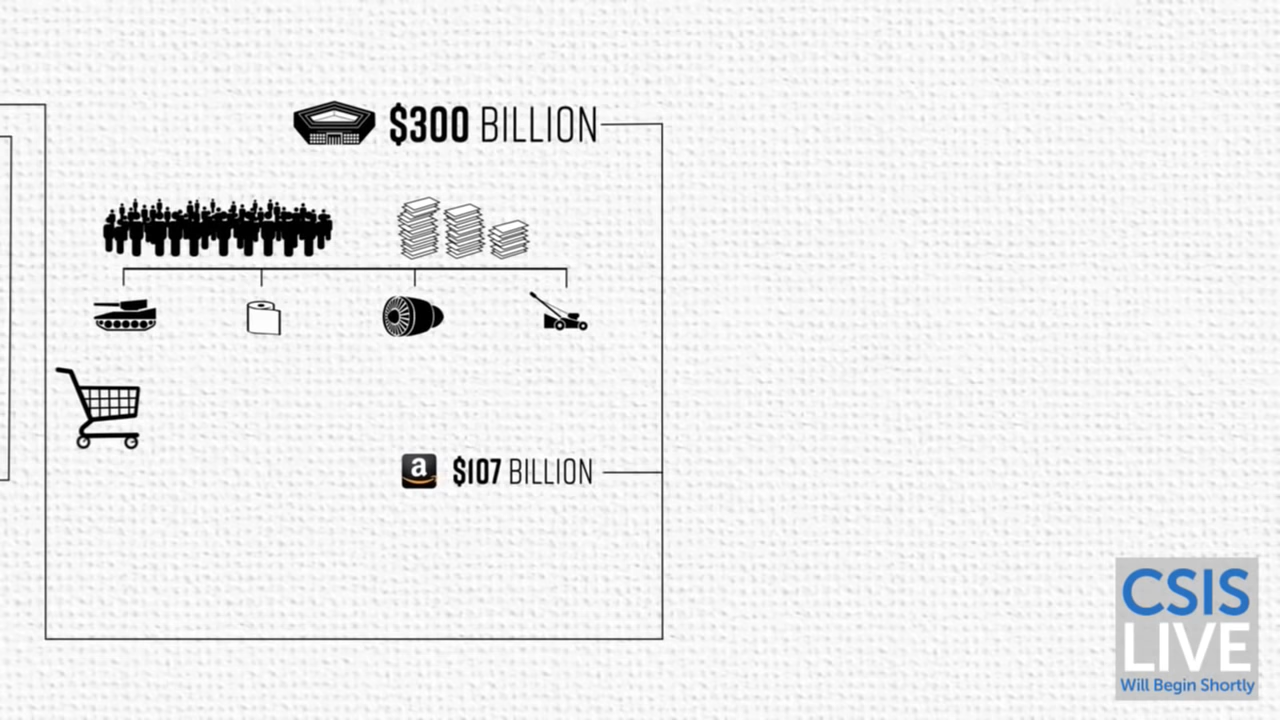 $300 BILLION
a $107 BILLION
CSIS
LIVE
Will Begin Shortly